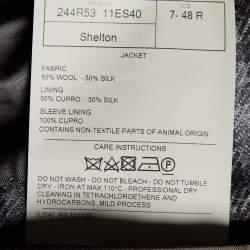 244R53 11ES40
7- 48 R
Shelton
JACKET
FABRIC
50% WOOL - 50% SILK
LINING
50% CUPRO - 50% SILK
SLEEVE LINING
100% CUPRO
CONTAINS NON-TEXTILE PARTS OF ANIMAL ORIGIN
CARE INSTRUCTIONS
DO NOT WASH - DO NOT BLEACH - DO NOT TUMBLE
DRY - IRON AT MAX 110°C - PROFESSIONAL DRY
CLEANING IN TETRACHLOROETHENE AND
HYDROCARBONS, MILD PROCESS